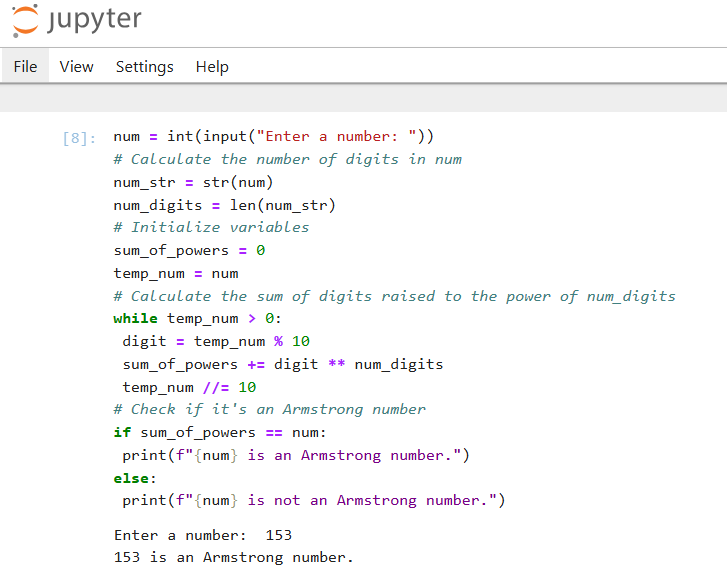 jupyter
File View Settings Help
[8]: num = int(input("Enter a number: "))
# Calculate the number of digits in num
num_str = str(num)
num_digits = len(num_str)
# Initialize variables
sum_of_powers = 0
temp_num = num
# Calculate the sum of digits raised to the power of num_digits
while temp_num > 0:
 digit = temp_num % 10
 sum_of_powers += digit ** num_digits
 temp_num //= 10
# Check if it's an Armstrong number
if sum_of_powers == num:
 print(f"{num} is an Armstrong number.")
else:
 print(f"{num} is not an Armstrong number.")
Enter a number:  153
153 is an Armstrong number.